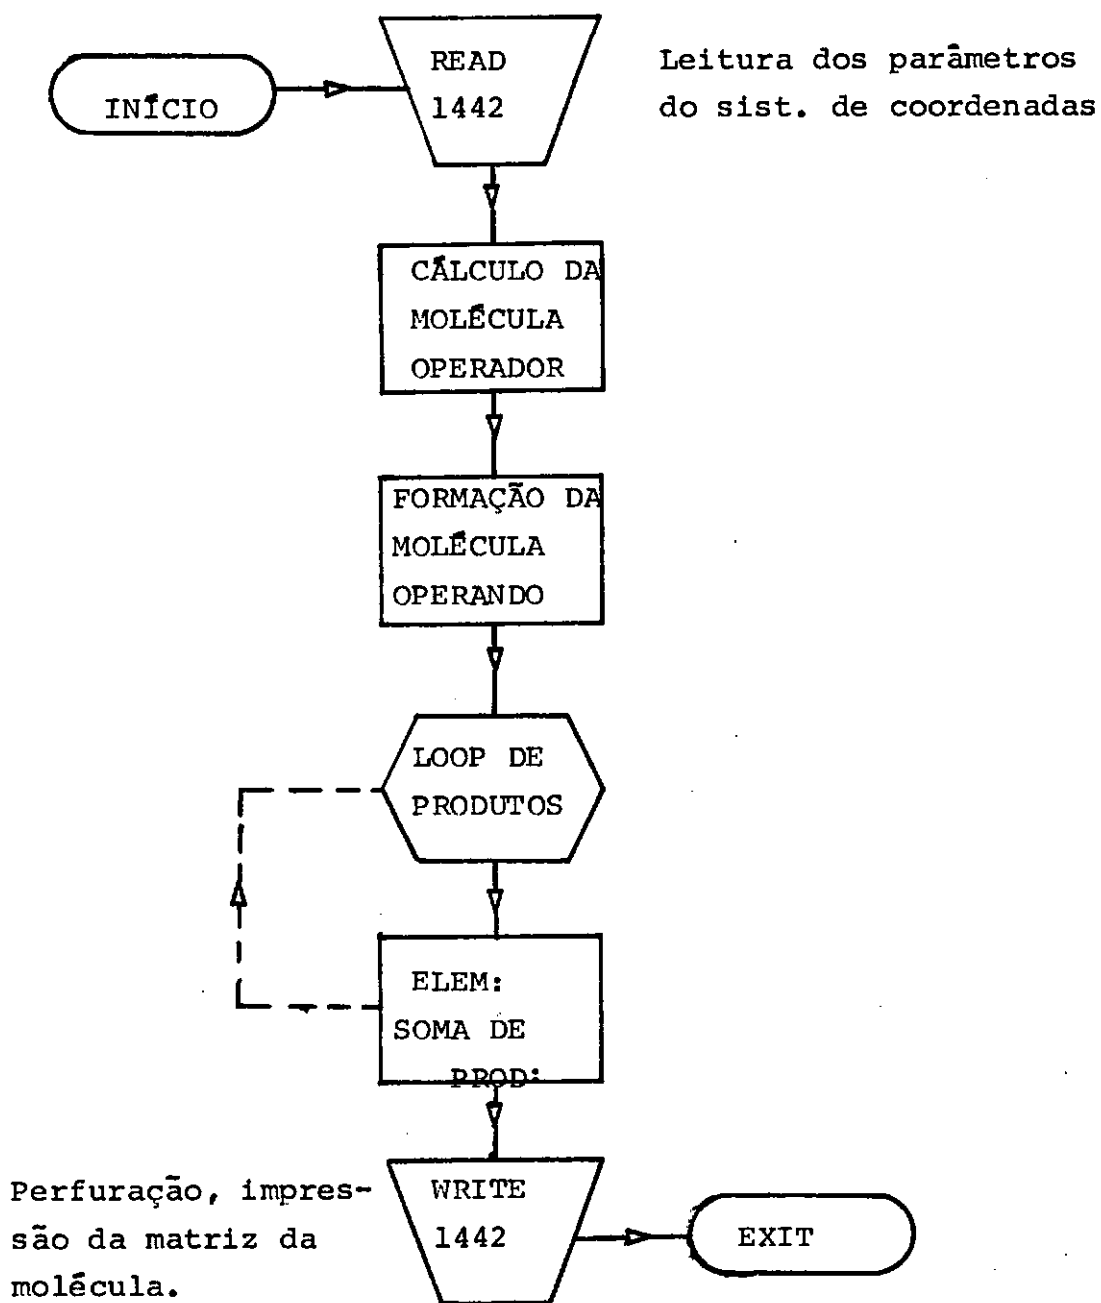 INÍCIO
READ
1442
Leitura dos parâmetros
do sist. de coordenadas
CÁLCULO DA
MOLÉCULA
OPERADOR
FORMAÇÃO DA
MOLÉCULA
OPERANDO
LOOP DE
PRODUTOS
ELEM:
SOMA DE
PROD:
Perfuração, impres-
são da matriz da
molécula.
WRITE
1442
EXIT